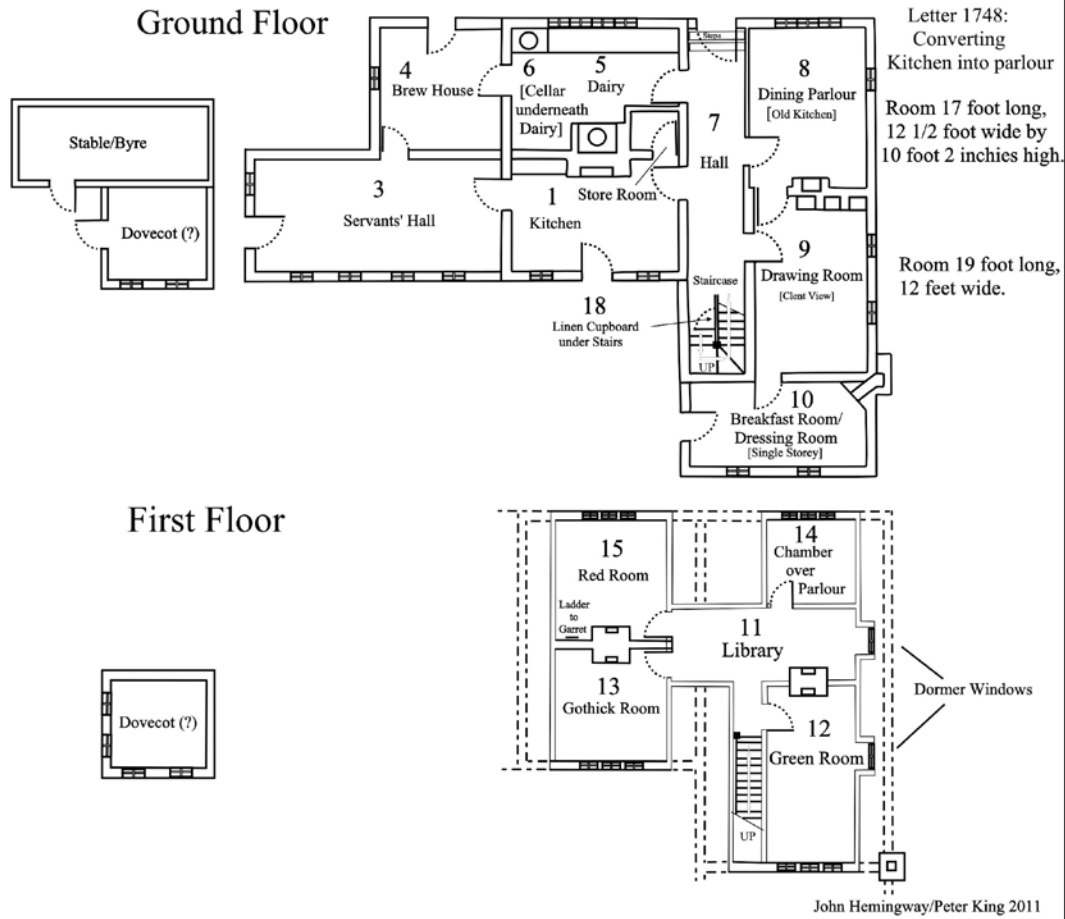 Ground Floor
Letter 1748:
Converting
Kitchen into parlour
Room 17 foot long,
12 1/2 foot wide by
10 foot 2 inchies high.
Room 19 foot long,
12 feet wide.
Stable/Byre
Dovecot (?)
4
Brew House
6
[Cellar
underneath
Dairy]
5
Dairy
Steps
8
Dining Parlour
[Old Kitchen]
7
Hall
3
Servants' Hall
1
Kitchen
Store Room
9
Drawing Room
[Clent View]
Staircase
18
Linen Cupboard
under Stairs
UP
10
Breakfast Room/
Dressing Room
[Single Storey]
First Floor
15
Red Room
Ladder
to
Garret
14
Chamber
over
Parlour
11
Library
13
Gothick Room
12
Green Room
UP
Dormer Windows
Dovecot (?)
John Hemingway/Peter King 2011